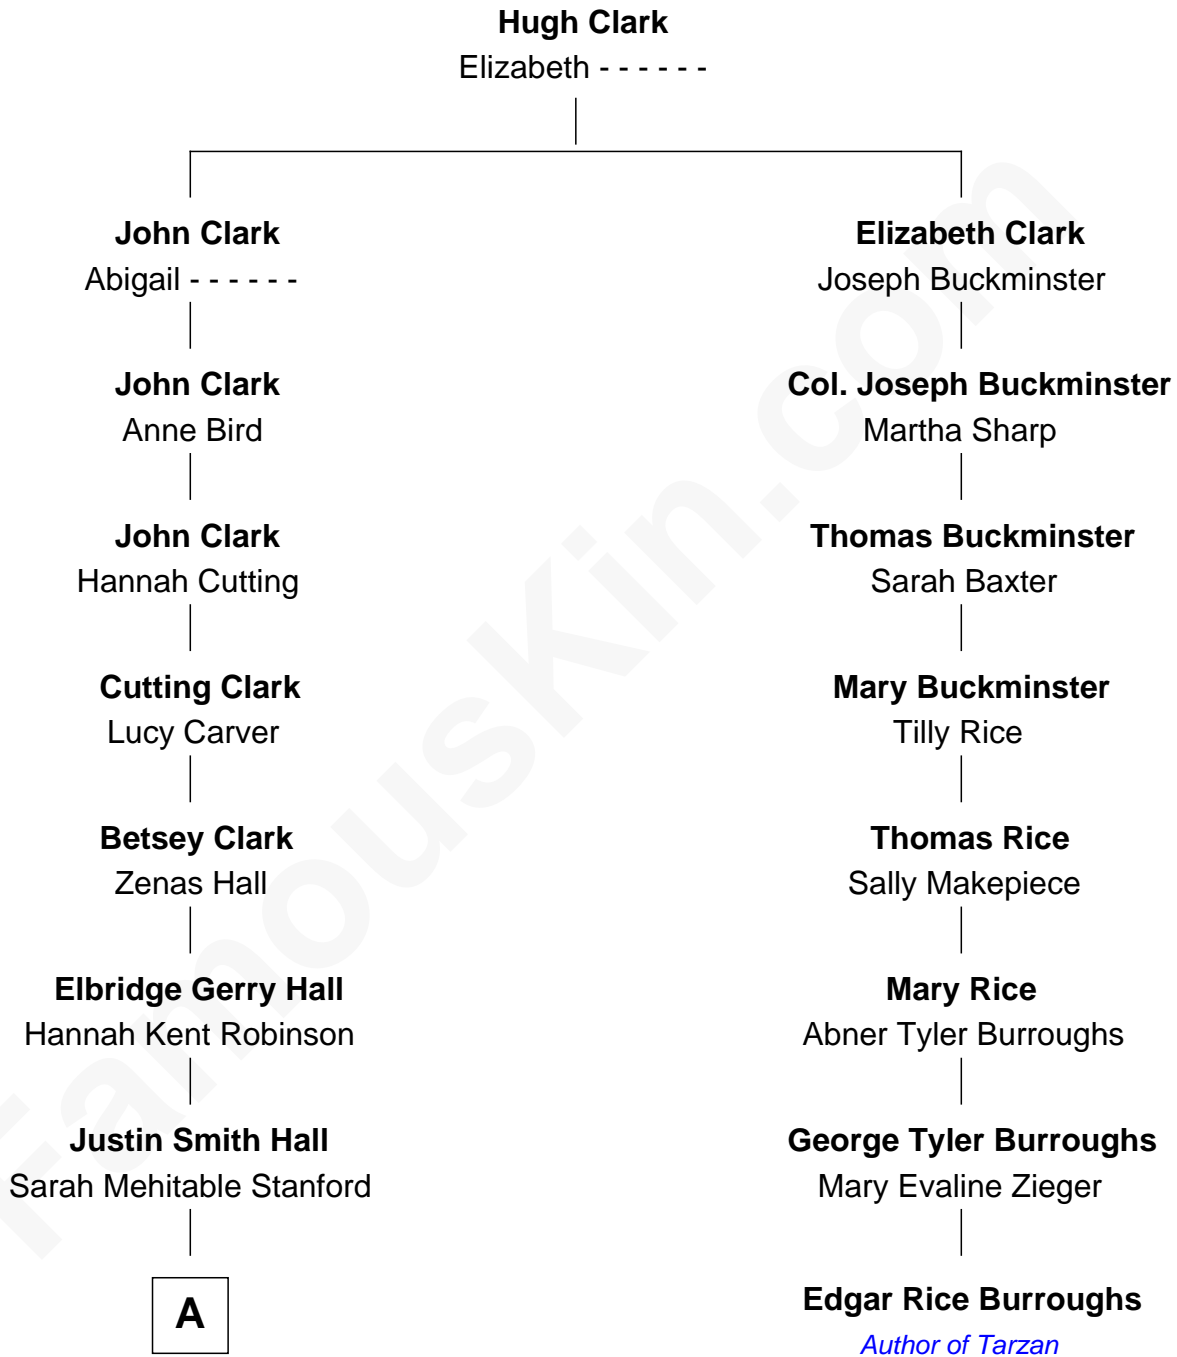 Hugh Clark
Elizabeth - - - - - -
John Clark
Abigail - - - - - -
John Clark
Anne Bird
John Clark
Hannah Cutting
Cutting Clark
Lucy Carver
Betsey Clark
Zenas Hall
Elbridge Gerry Hall
Hannah Kent Robinson
Justin Smith Hall
Sarah Mehitable Stanford
A
Elizabeth Clark
Joseph Buckminster
Col. Joseph Buckminster
Martha Sharp
Thomas Buckminster
Sarah Baxter
Mary Buckminster
Tilly Rice
Thomas Rice
Sally Makepiece
Mary Rice
Abner Tyler Burroughs
George Tyler Burroughs
Mary Evaline Zieger
Edgar Rice Burroughs
Author of Tarzan
FamousKin.com